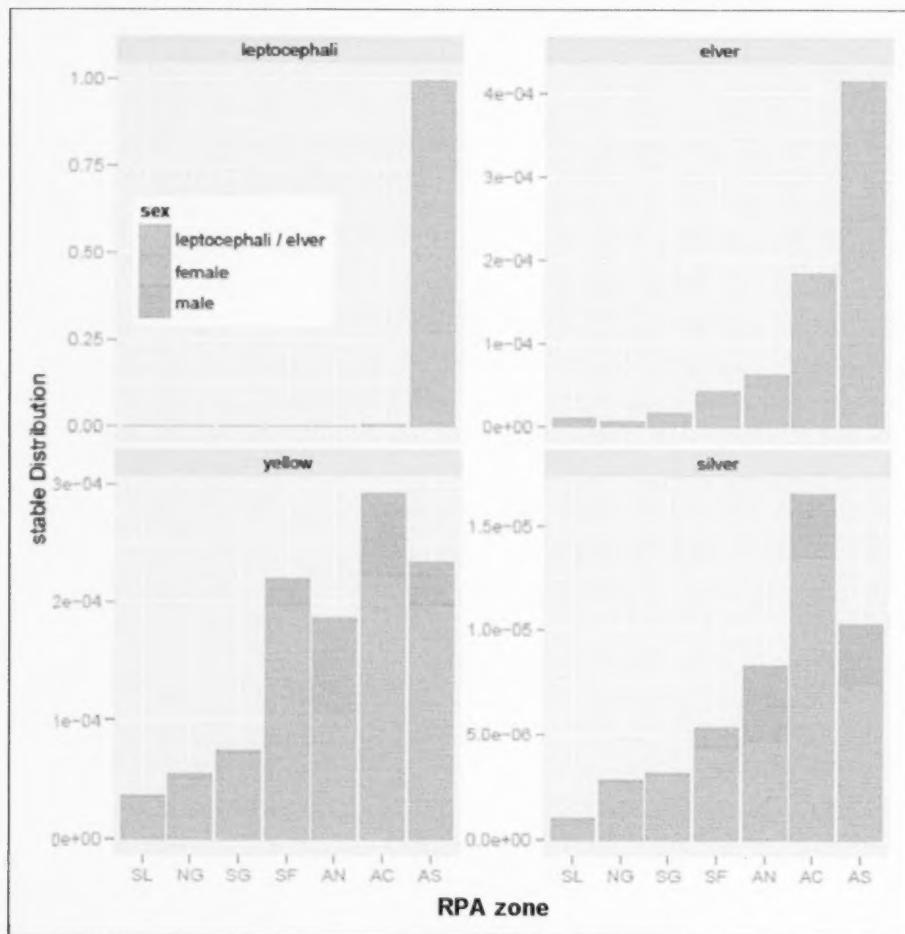 leptocephali
elver
1.00
0.75
0.50
0.25
0.00
sex
leptocephali / elver
female
male
4e-04
3e-04
2e-04
1e-04
0e+00
stable Distribution
yellow
silver
3e-04
2e-04
1e-04
0e+00
1.5e-05
1.0e-05
5.0e-06
0.0e+00
SL NG SG SF AN AC AS
SL NG SG SF AN AC AS
RPA zone